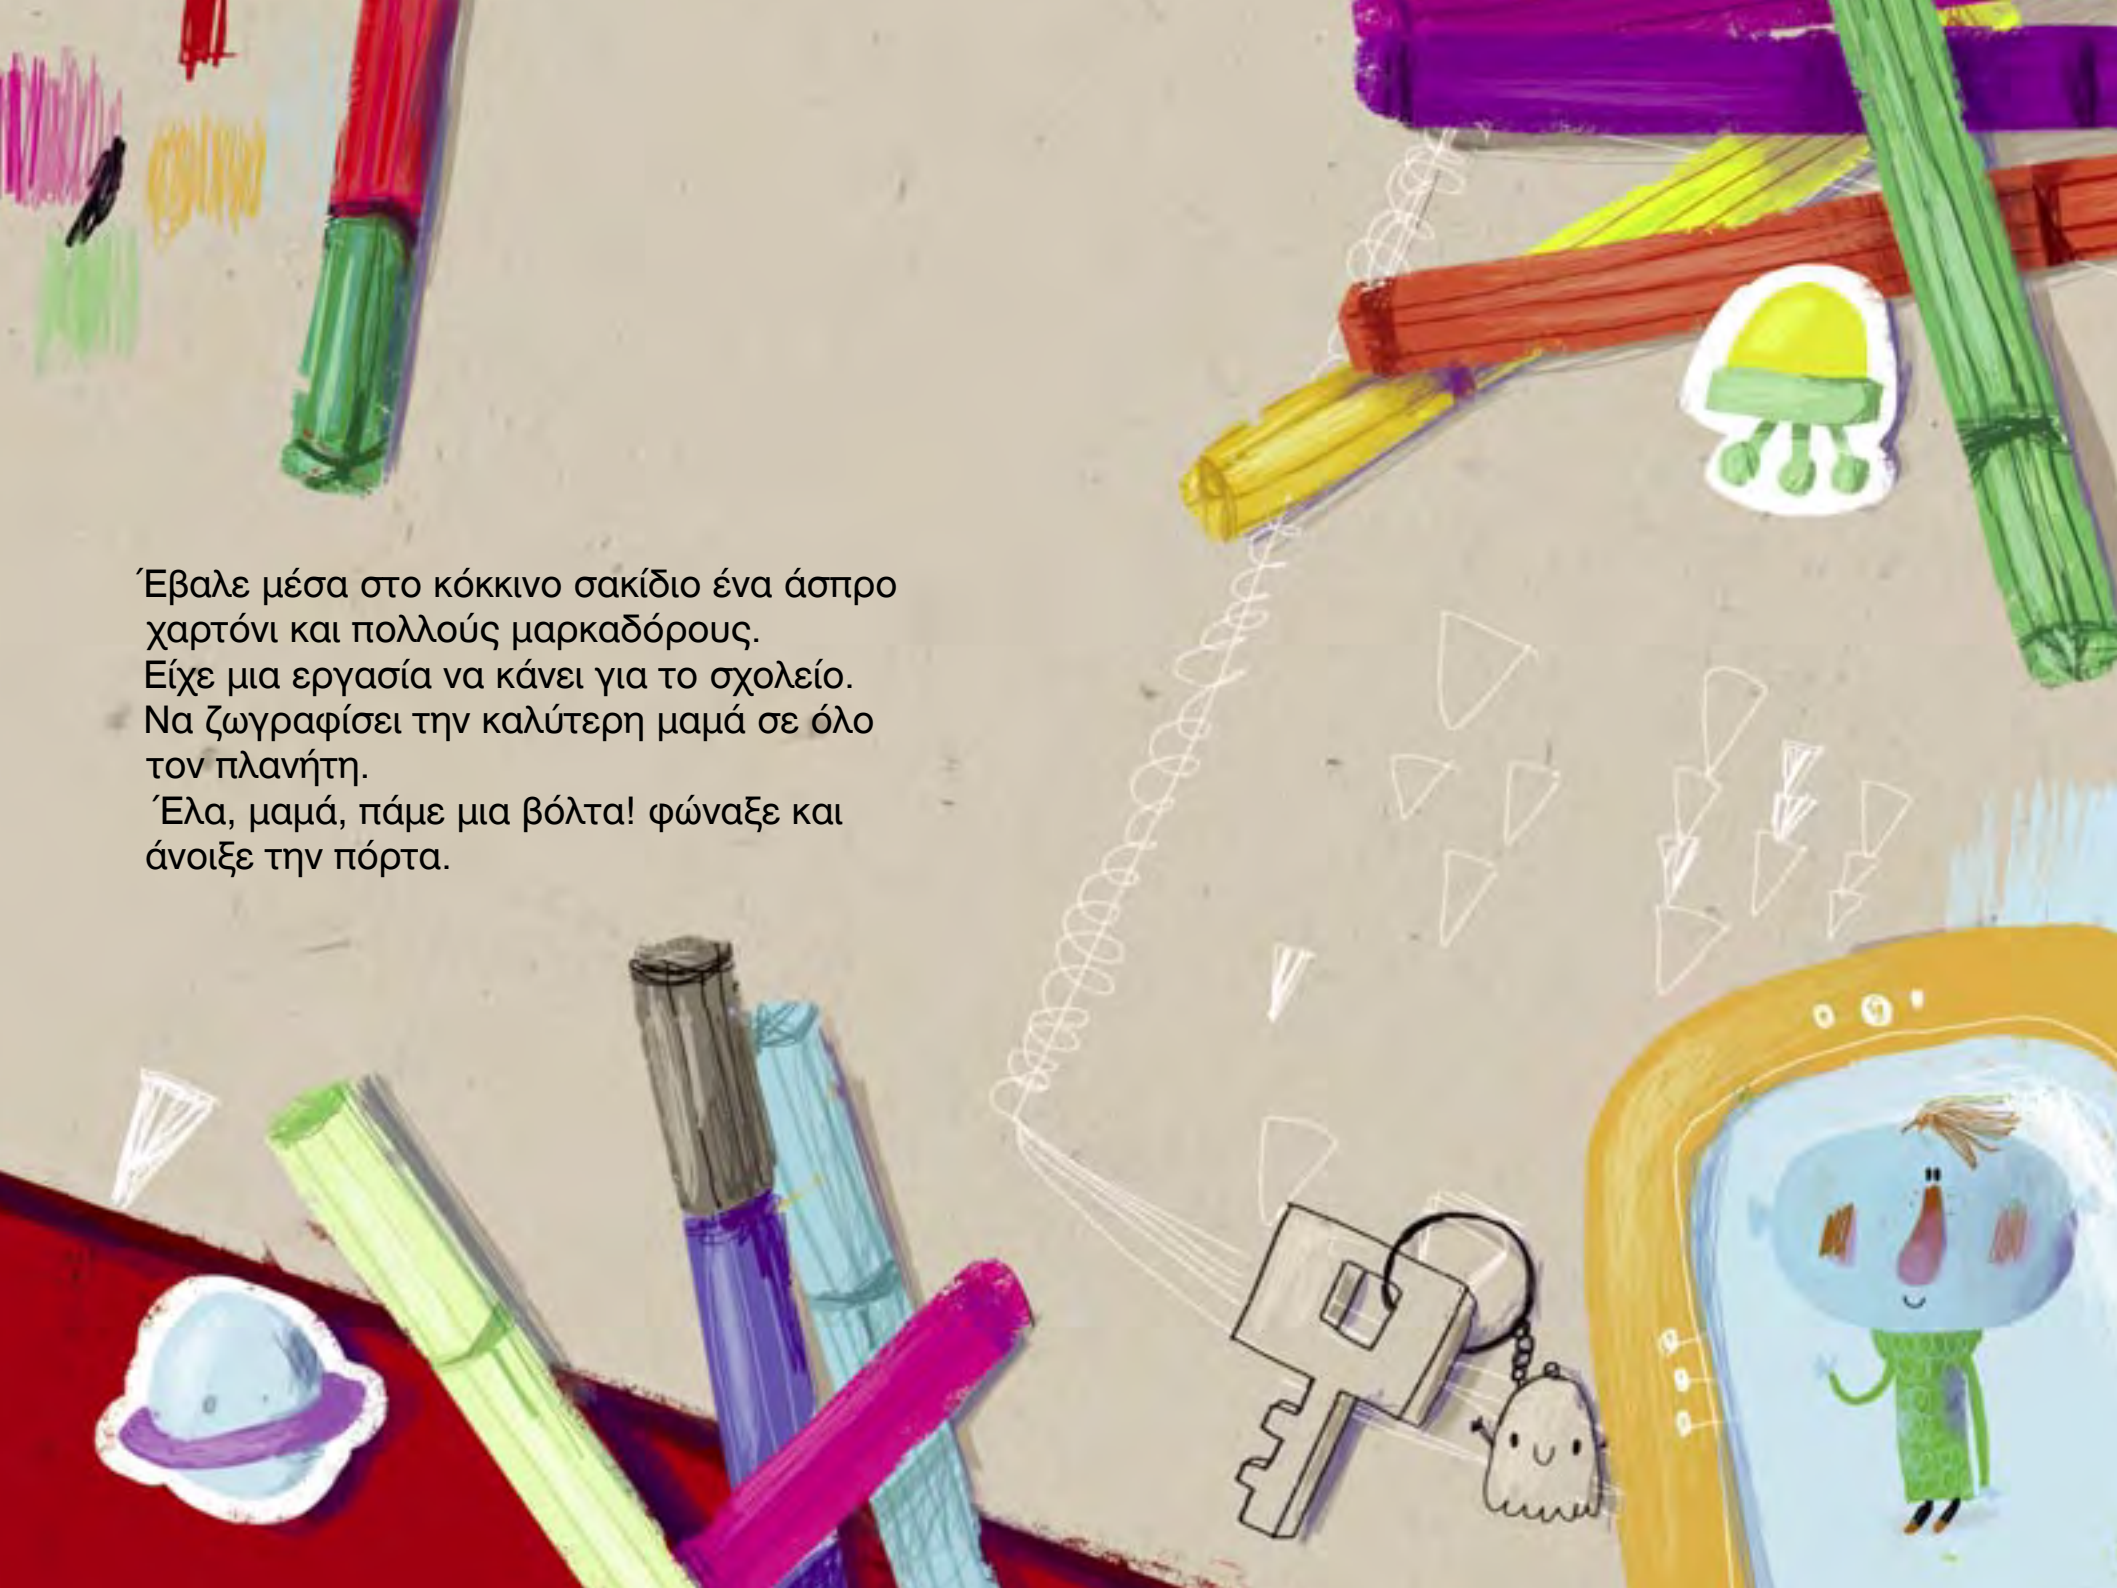 Έβαλε μέσα στο κόκκινο σακίδιο ένα άσπρο
χαρτόνι και πολλούς μαρκαδόρους.
Είχε μια εργασία να κάνει για το σχολείο.
Να ζωγραφίσει την καλύτερη μαμά σε όλο
τον πλανήτη.
Έλα, μαμά, πάμε μια βόλτα! φώναξε και
άνοιξε την πόρτα.